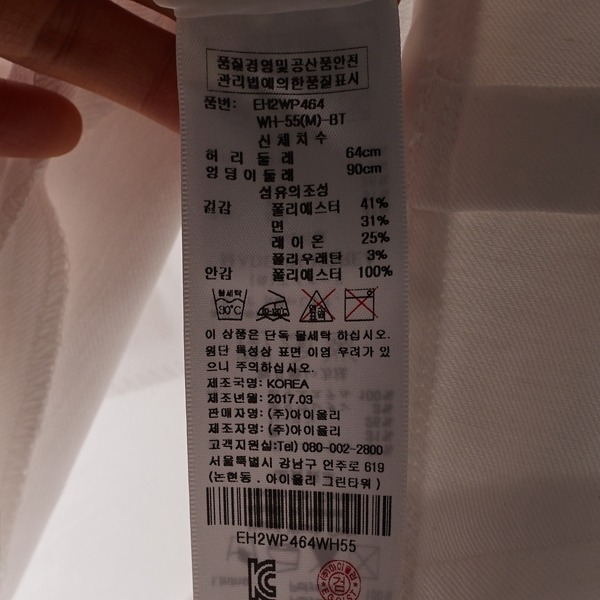 품질경영및공산품안전
관리법에의한품질표시
품번: EH2WP464
WH-55(M)-BT
신체치수
허리둘레 64cm
엉덩이둘레 90cm
섬유의조성
겉감 폴리에스터 41%
면 31%
레이온 25%
폴리우레탄 3%
안감 폴리에스터 100%
물세탁
30°C
이 상품은 단독 물세탁 하십시오.
원단 특성상 표면 이염 우려가 있
으니 주의하십시오.
제조국명: KOREA
제조년월: 2017.03
판매자명: (주)아이올리
제조자명: (주)아이올리
고객지원실:Tel) 080-002-2800
서울특별시 강남구 언주로 619
(논현동 . 아이올리 그린타워)
EH2WP464WH55
검